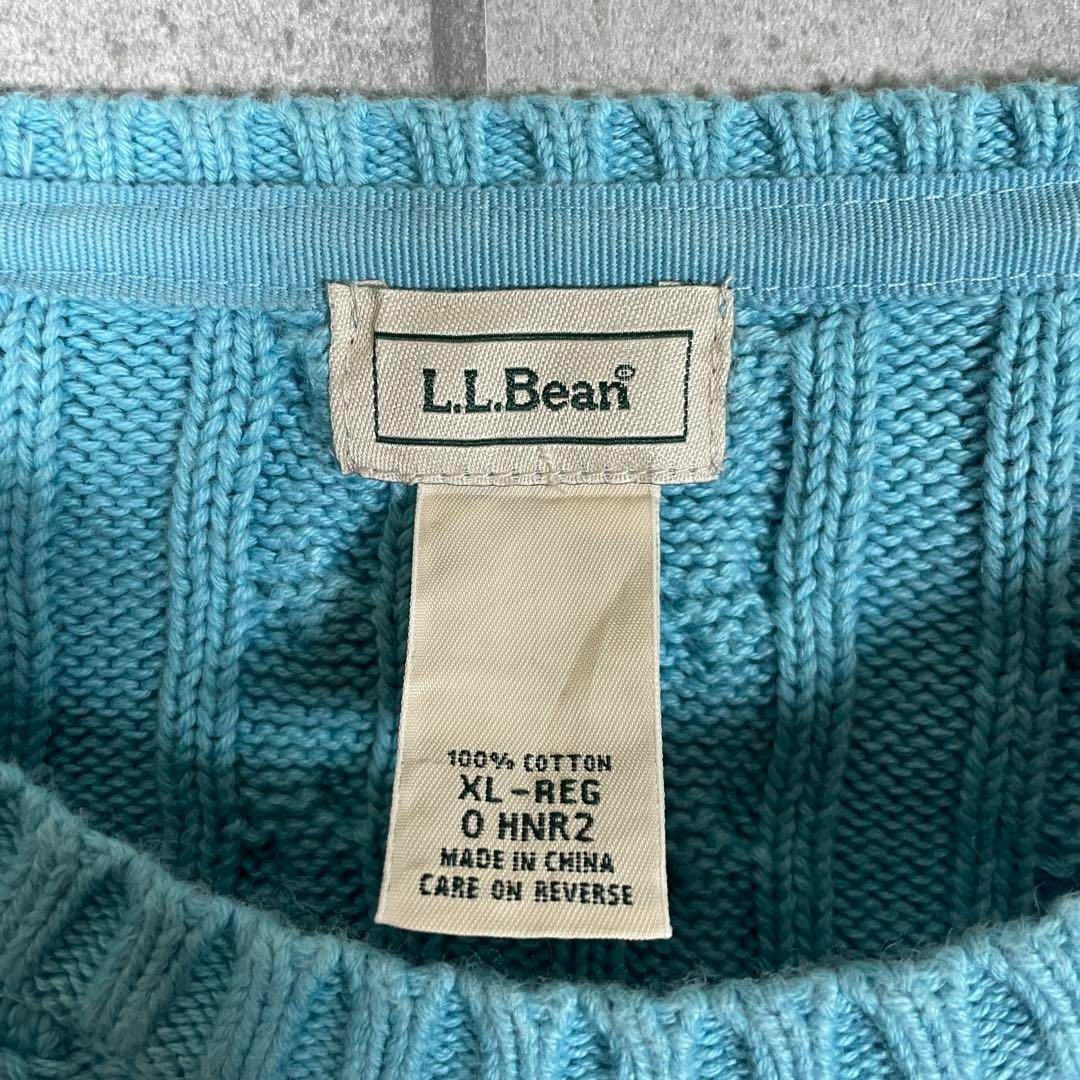 L.L.Bean®
100% COTTON
XL-REG
0 HNR2
MADE IN CHINA
CARE ON REVERSE